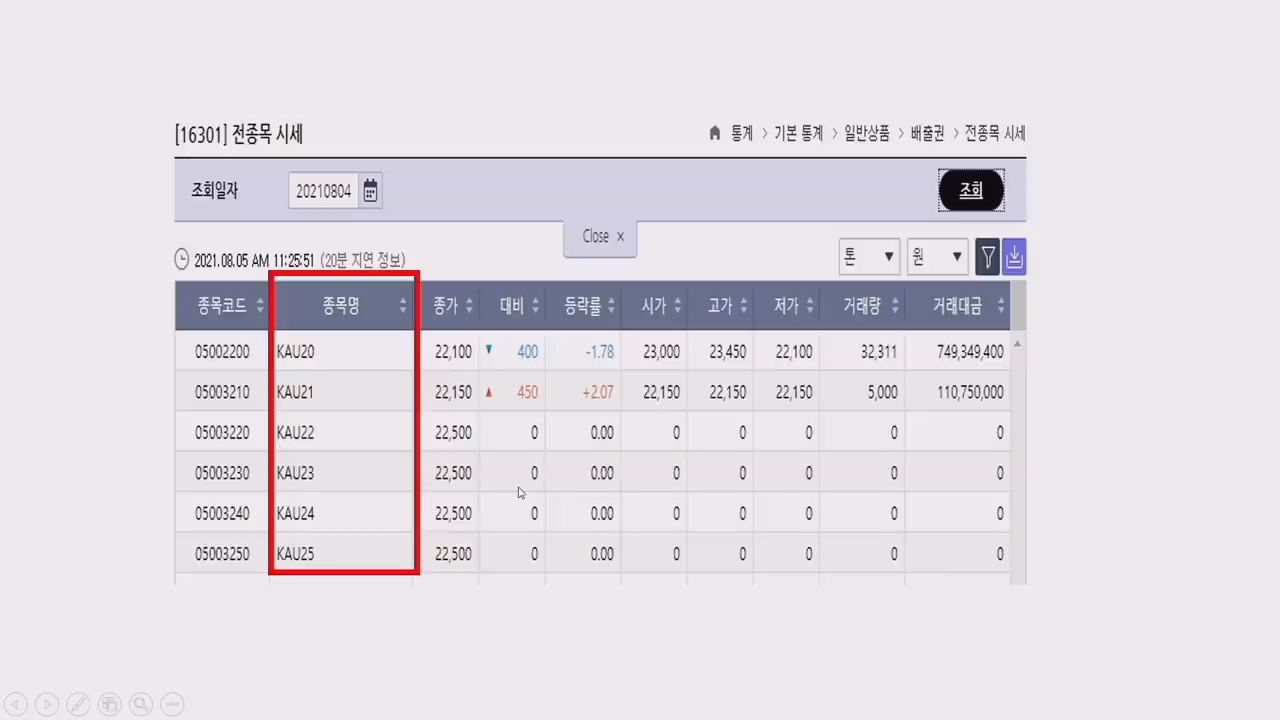 [16301] 전종목 시세
통계 > 기본 통계 > 일반상품 > 배출권 > 전종목 시세
조회일자 20210804 조회
Close ×
2021.08.05 AM 11:25:51 (20분 지연 정보) 톤 ▼ 원 ▼
종목코드 종목명 종가 대비 등락률 시가 고가 저가 거래량 거래대금
05002200 KAU20 22,100 ▼ 400 -1.78 23,000 23,450 22,100 32,311 749,349,400
05003210 KAU21 22,150 ▲ 450 +2.07 22,150 22,150 22,150 5,000 110,750,000
05003220 KAU22 22,500 0 0.00 0 0 0 0 0
05003230 KAU23 22,500 0 0.00 0 0 0 0 0
05003240 KAU24 22,500 0 0.00 0 0 0 0 0
05003250 KAU25 22,500 0 0.00 0 0 0 0 0